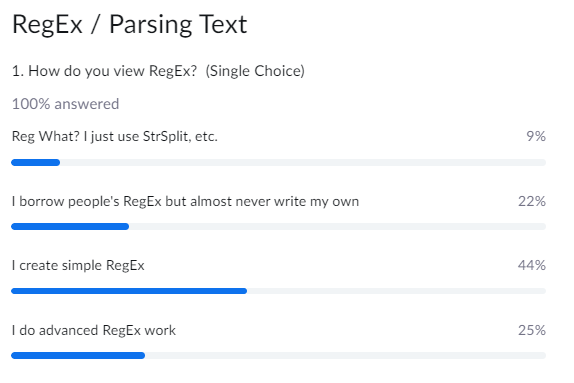 RegEx / Parsing Text
1. How do you view RegEx?  (Single Choice)
100% answered
Reg What? I just use StrSplit, etc. 9%
I borrow people's RegEx but almost never write my own 22%
I create simple RegEx 44%
I do advanced RegEx work 25%